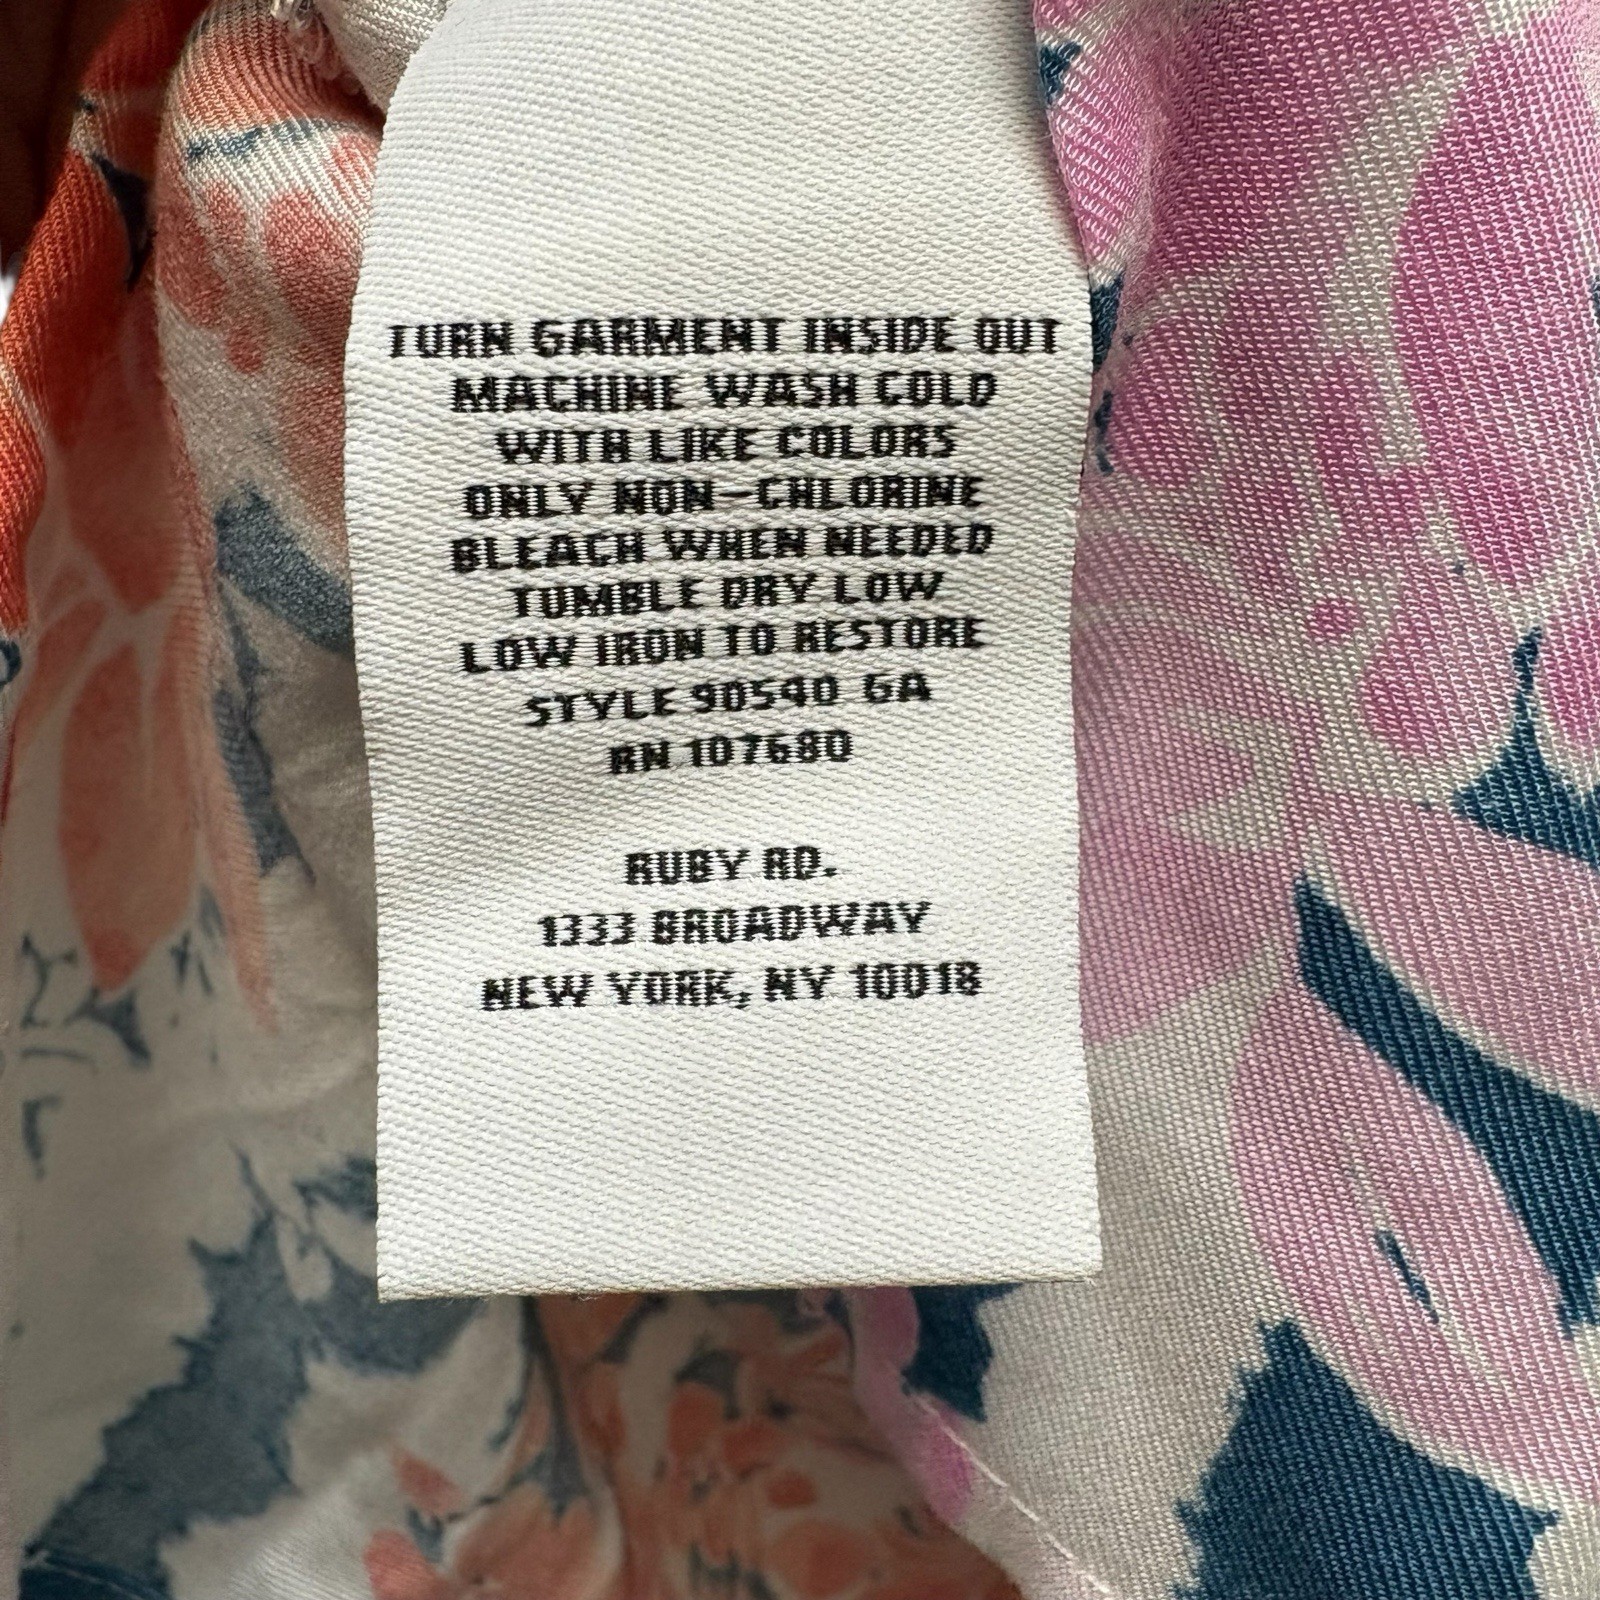 TURN GARMENT INSIDE OUT
MACHINE WASH COLD
WITH LIKE COLORS
ONLY NON-CHLORINE
BLEACH WHEN NEEDED
TUMBLE DRY LOW
LOW IRON TO RESTORE
STYLE 90540 GA
RN 107680
RUBY RD.
1333 BROADWAY
NEW YORK, NY 10018